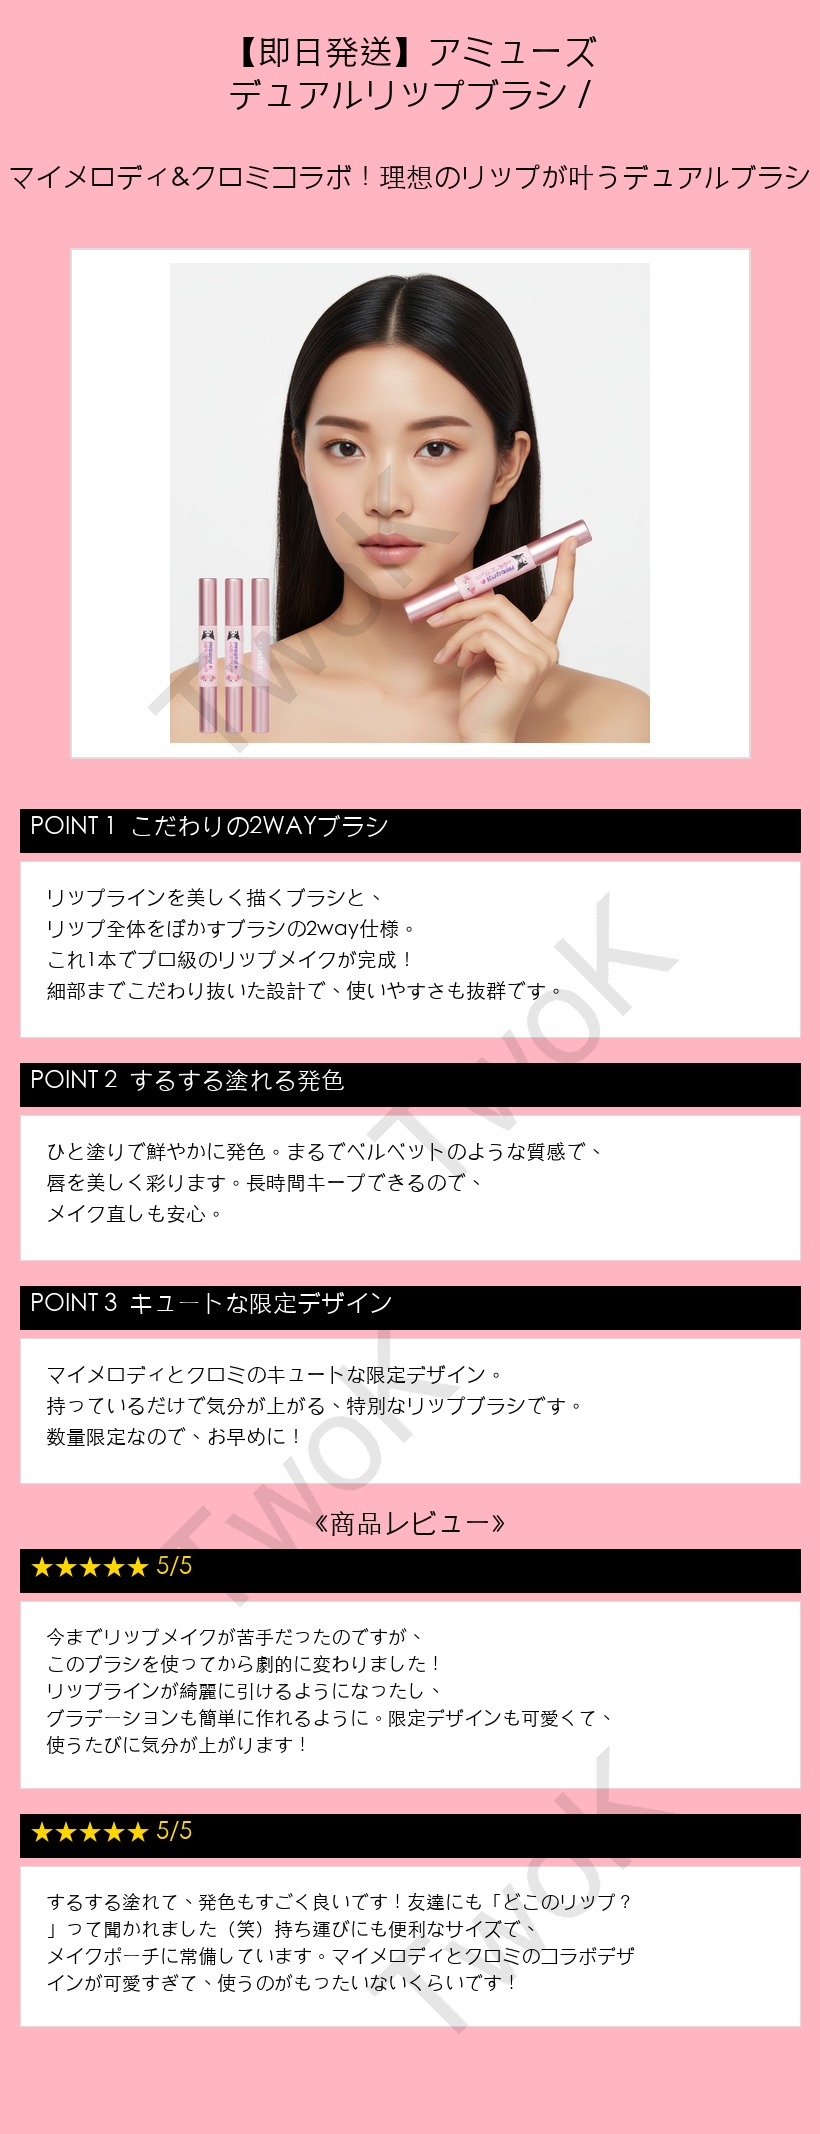 【即日発送】アミューズ
デュアルリップブラシ /
マイメロディ&クロミコラボ！理想のリップが叶うデュアルブラシ
TwoK
POINT 1 こだわりの2WAYブラシ
リップラインを美しく描くブラシと、
リップ全体をぼかすブラシの2way仕様。
これ1本でプロ級のリップメイクが完成！
細部までこだわり抜いた設計で、使いやすさも抜群です。
TwoK
POINT 2 するする塗れる発色
ひと塗りで鮮やかに発色。まるでベルベットのような質感で、
唇を美しく彩ります。長時間キープできるので、
メイク直しも安心。
POINT 3 キュートな限定デザイン
マイメロディとクロミのキュートな限定デザイン。
持っているだけで気分が上がる、特別なリップブラシです。
数量限定なので、お早めに！
TwoK
《商品レビュー》
★★★★★ 5/5
今までリップメイクが苦手だったのですが、
このブラシを使ってから劇的に変わりました！
リップラインが綺麗に引けるようになったし、
グラデーションも簡単に作れるように。限定デザインも可愛くて、
使うたびに気分が上がります！
TwoK
★★★★★ 5/5
するする塗れて、発色もすごく良いです！友達にも「どこのリップ？
」って聞かれました（笑）持ち運びにも便利なサイズで、
メイクポーチに常備しています。マイメロディとクロミのコラボデザ
インが可愛すぎて、使うのがもったいないくらいです！